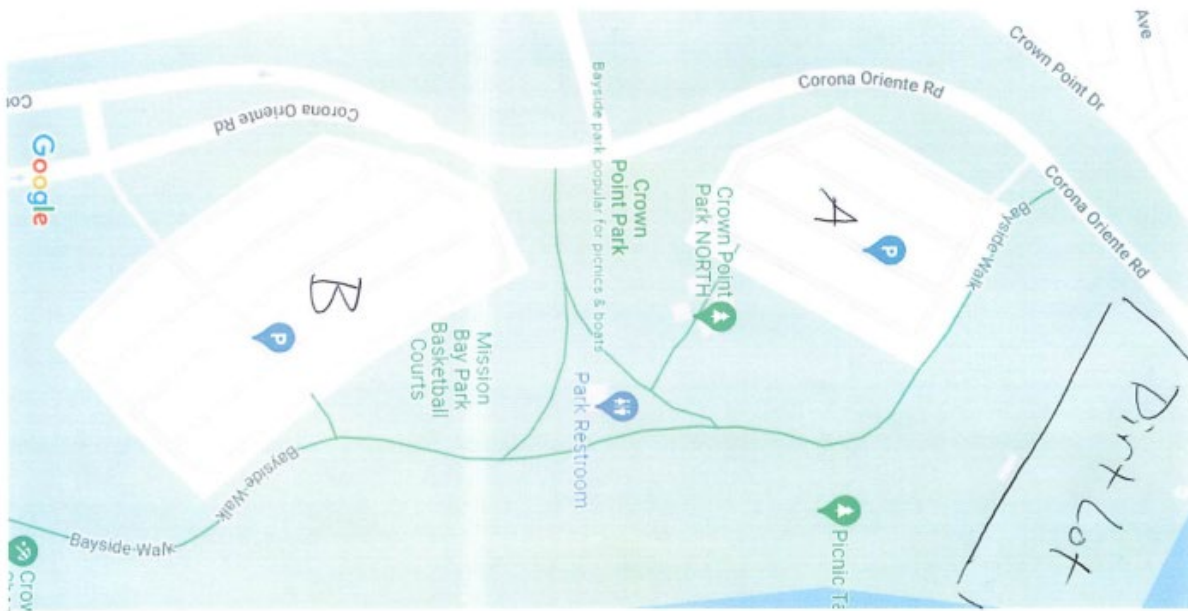 Ave
Crown Point Dr
Corona Oriente Rd
Corona Oriente Rd
Corona Oriente Rd
Cor
Google
A
P
Bayside Walk
Dirt Lot
Crown
Point Park
Bayside park popular for picnics & boats
Crown Point
Park NORTH
B
P
Mission
Bay Park
Basketball
Courts
Park Restroom
Picnic Ta
Bayside Walk
Bayside Walk
Crow